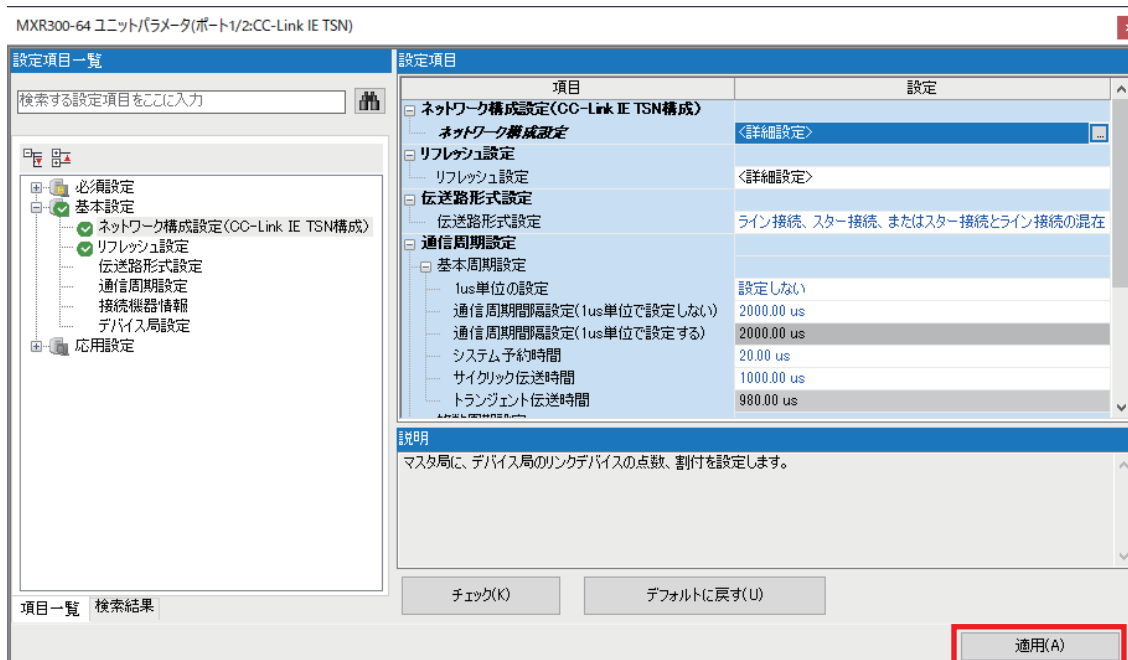 MXR300-64 ユニットパラメータ(ポート1/2:CC-Link IE TSN)
設定項目一覧
検索する設定項目をここに入力
必須設定
基本設定
ネットワーク構成設定(CC-Link IE TSN構成)
リフレッシュ設定
伝送路形式設定
通信周期設定
接続機器情報
デバイス局設定
応用設定
項目一覧 検索結果
設定項目
項目 設定
ネットワーク構成設定(CC-Link IE TSN構成)
ネットワーク構成設定 <詳細設定> ...
リフレッシュ設定
リフレッシュ設定 <詳細設定>
伝送路形式設定
伝送路形式設定 ライン接続、スター接続、またはスター接続とライン接続の混在
通信周期設定
基本周期設定
1us単位の設定 設定しない
通信周期間隔設定(1us単位で設定しない) 2000.00 us
通信周期間隔設定(1us単位で設定する) 2000.00 us
システム予約時間 20.00 us
サイクリック伝送時間 1000.00 us
トランジェント伝送時間 980.00 us
説明
マスタ局に、デバイス局のリンクデバイスの点数、割付を設定します。
チェック(K) デフォルトに戻す(U)
適用(A)